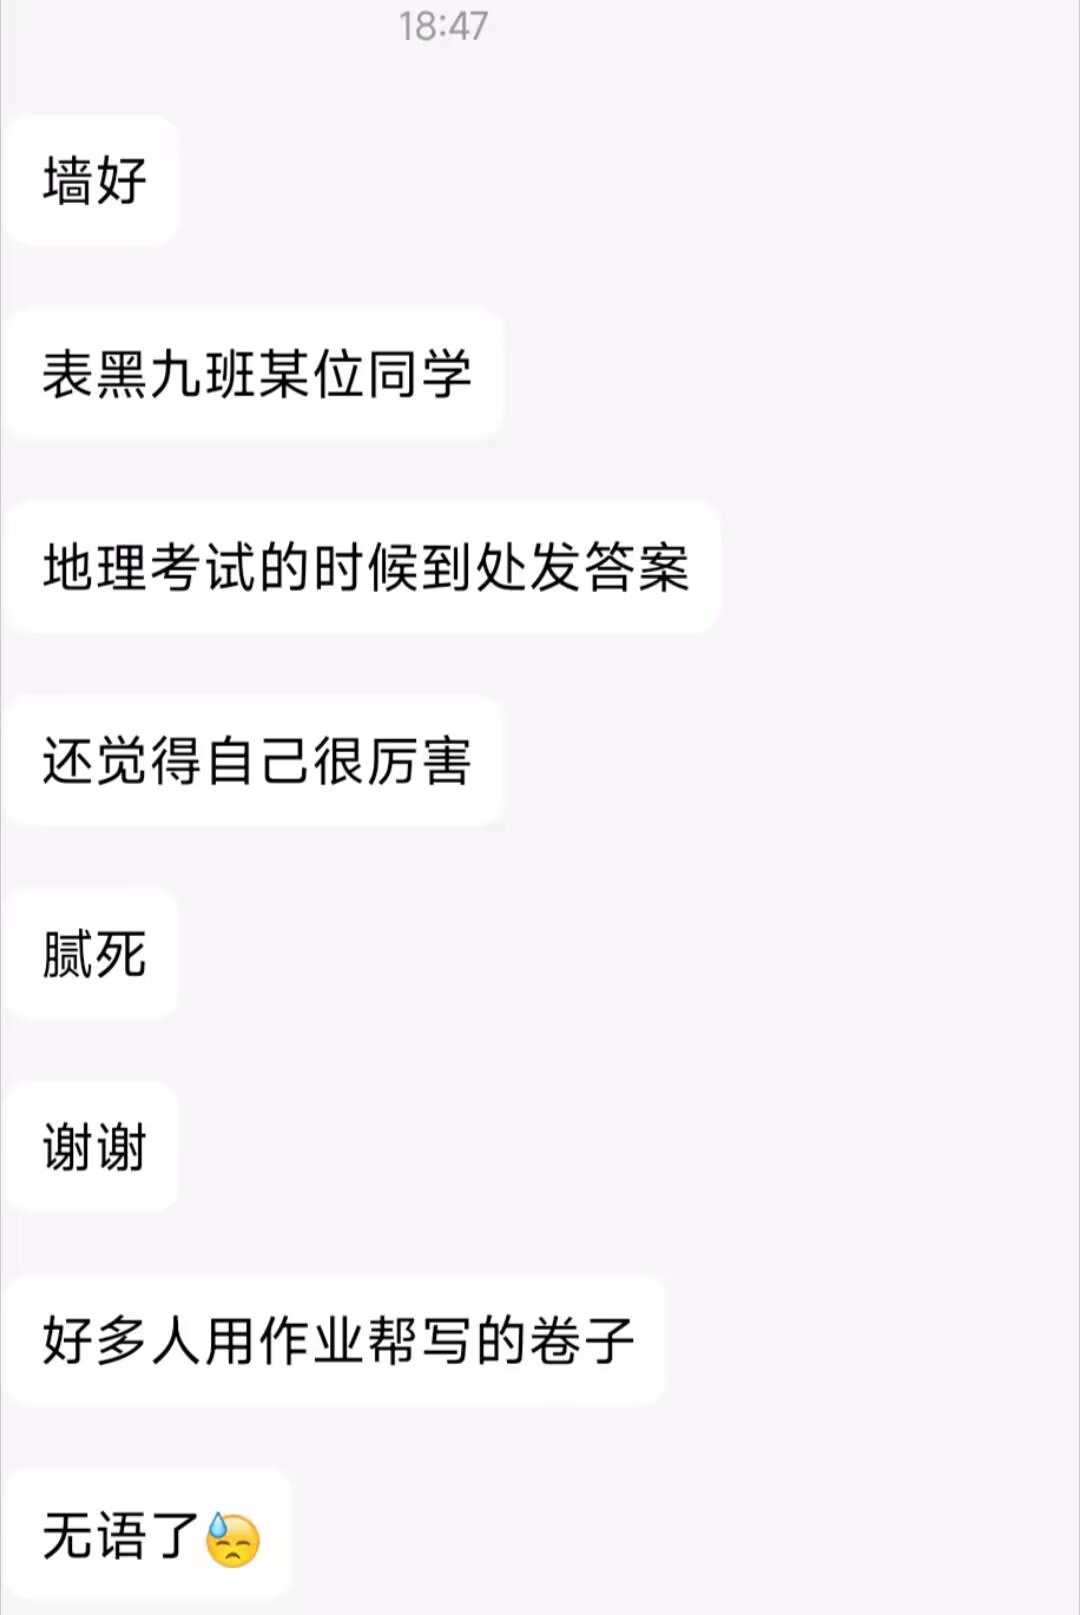 18:47
墙好
表黑九班某位同学
地理考试的时候到处发答案
还觉得自己很厉害
腻死
谢谢
好多人用作业帮写的卷子
无语了😓